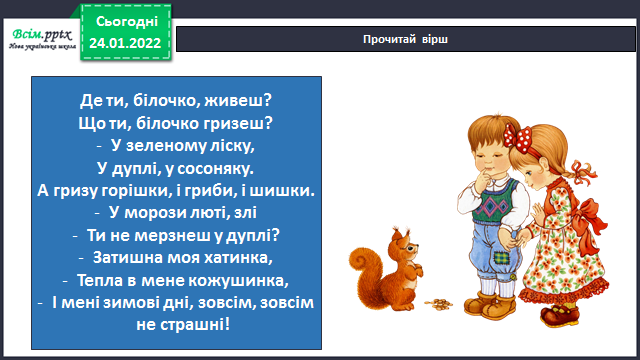 Всім.pptx
Нова українська школа
Сьогодні
24.01.2022
Прочитай вірш
Де ти, білочко, живеш?
Що ти, білочко гризеш?
- У зеленому ліску,
У дуплі, у сосоняку.
А гризу горішки, і гриби, і шишки.
- У морози люті, злі
- Ти не мерзнеш у дуплі?
- Затишна моя хатинка,
- Тепла в мене кожушинка,
- І мені зимові дні, зовсім, зовсім
не страшні!